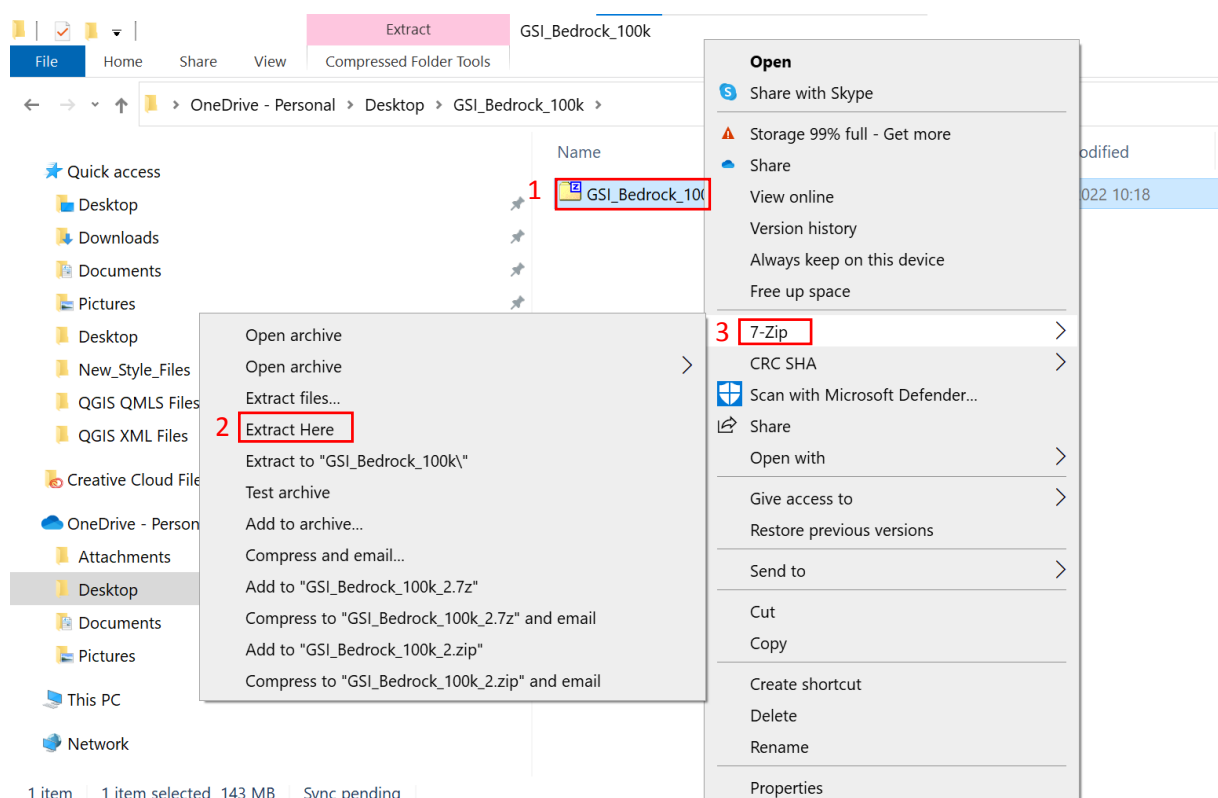 Extract
GSI_Bedrock_100k
File
Home
Share
View
Compressed Folder Tools
OneDrive - Personal
Desktop
GSI_Bedrock_100k
Name
odified
1
GSI_Bedrock_100
022 10:18
Quick access
Desktop
Downloads
Documents
Pictures
Desktop
New_Style_Files
QGIS QMLS Files
QGIS XML Files
Creative Cloud File
OneDrive - Person
Attachments
Desktop
Documents
Pictures
This PC
Network
1 item
1 item selected 143 MB
Sync pending
Open
Share with Skype
Storage 99% full - Get more
Share
View online
Version history
Always keep on this device
Free up space
3
7-Zip
CRC SHA
Scan with Microsoft Defender...
Share
Open with
Give access to
Restore previous versions
Send to
Cut
Copy
Create shortcut
Delete
Rename
Properties
Open archive
Open archive
Extract files...
2
Extract Here
Extract to "GSI_Bedrock_100k\"
Test archive
Add to archive...
Compress and email...
Add to "GSI_Bedrock_100k_2.7z"
Compress to "GSI_Bedrock_100k_2.7z" and email
Add to "GSI_Bedrock_100k_2.zip"
Compress to "GSI_Bedrock_100k_2.zip" and email